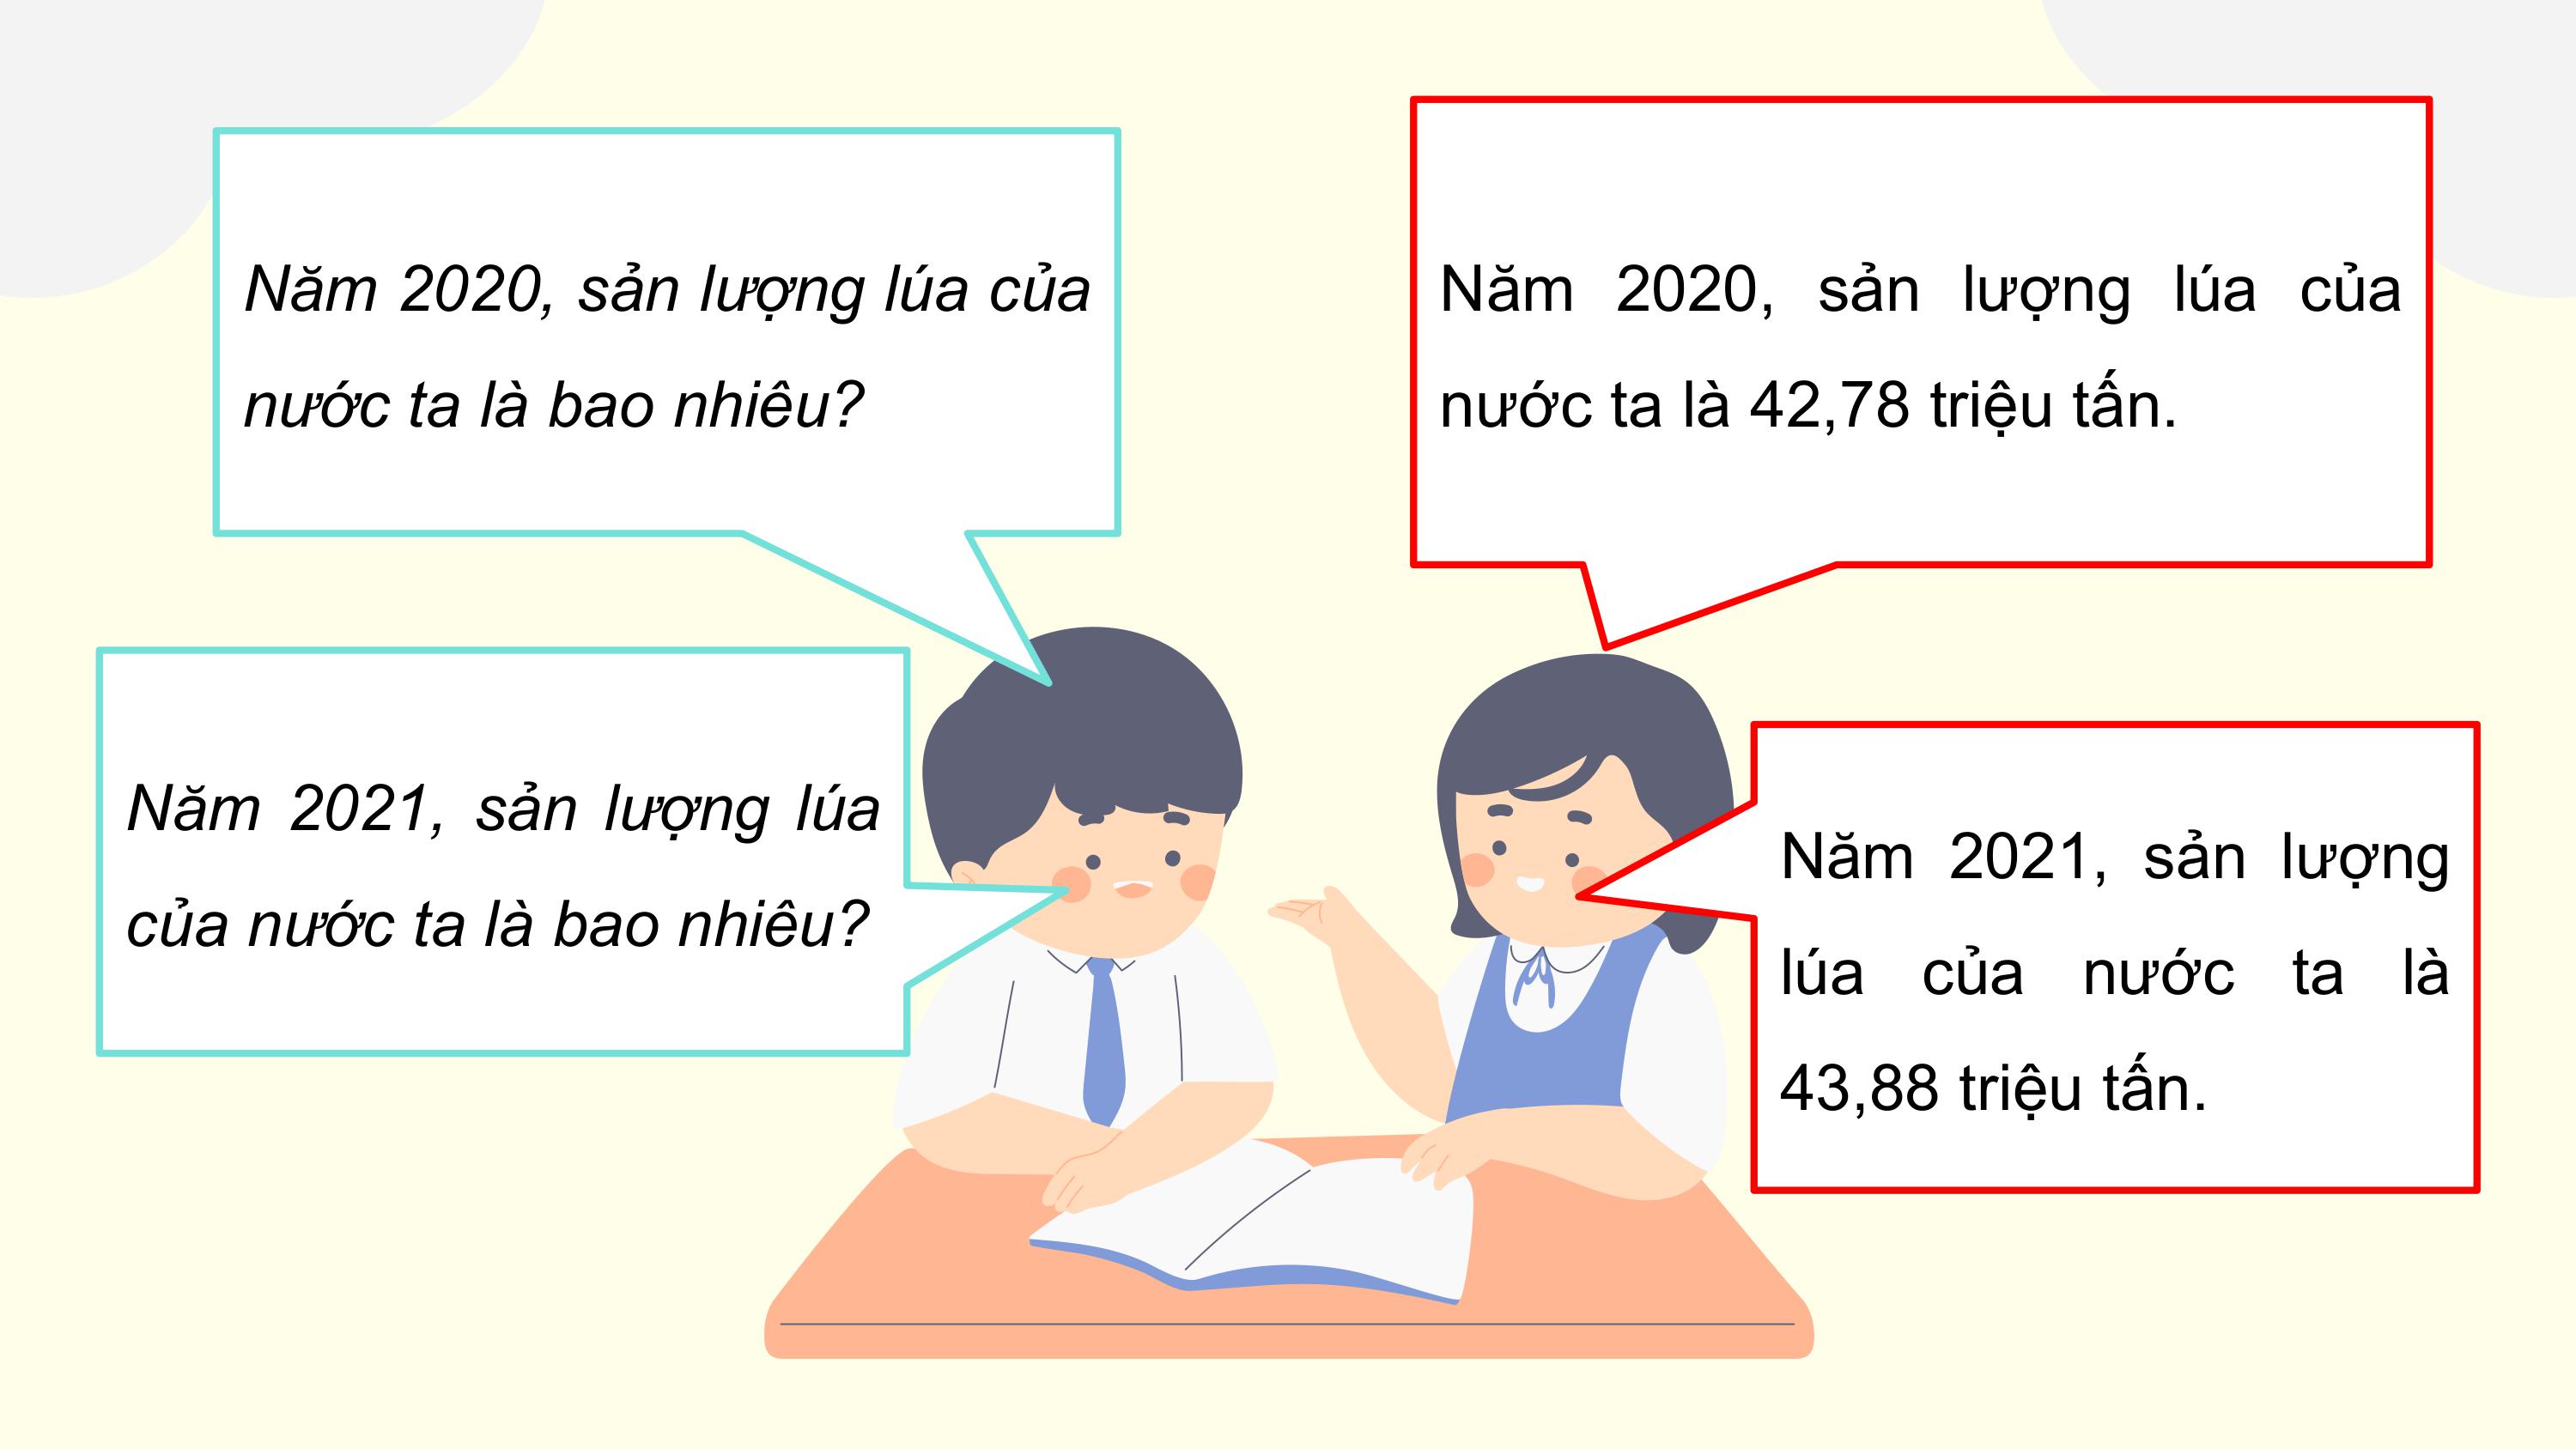 Năm 2020, sản lượng lúa của
nước ta là bao nhiêu?
Năm 2020, sản lượng lúa của
nước ta là 42,78 triệu tấn.
Năm 2021, sản lượng lúa
của nước ta là bao nhiêu?
Năm 2021, sản lượng
lúa của nước ta là
43,88 triệu tấn.